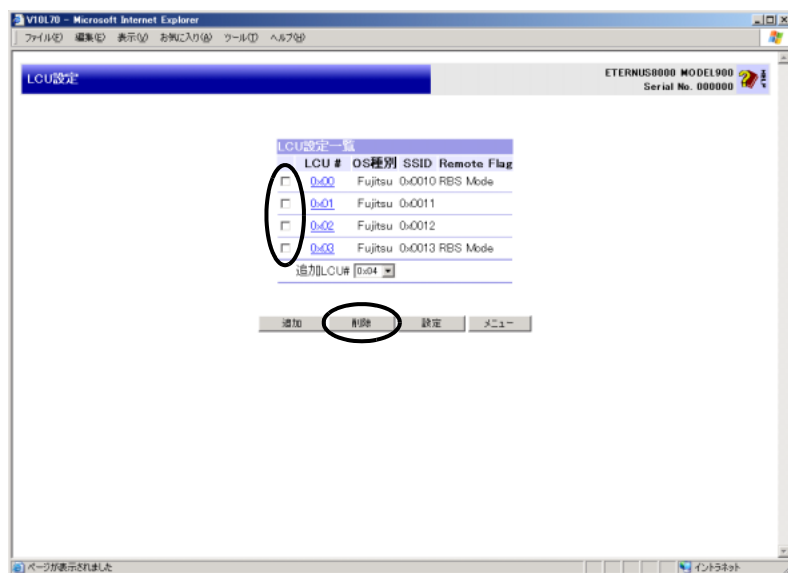 V10L70 - Microsoft Internet Explorer
ファイル(F) 編集(E) 表示(V) お気に入り(A) ツール(T) ヘルプ(H)
LCU設定
ETERNUS8000 MODEL900
Serial No. 000000
HELP
LCU設定一覧
LCU # OS種別 SSID Remote Flag
0x00 Fujitsu 0x0010 RBS Mode
0x01 Fujitsu 0x0011
0x02 Fujitsu 0x0012
0x03 Fujitsu 0x0013 RBS Mode
追加LCU# 0x04
追加 削除 設定 メニュー
ページが表示されました イントラネット